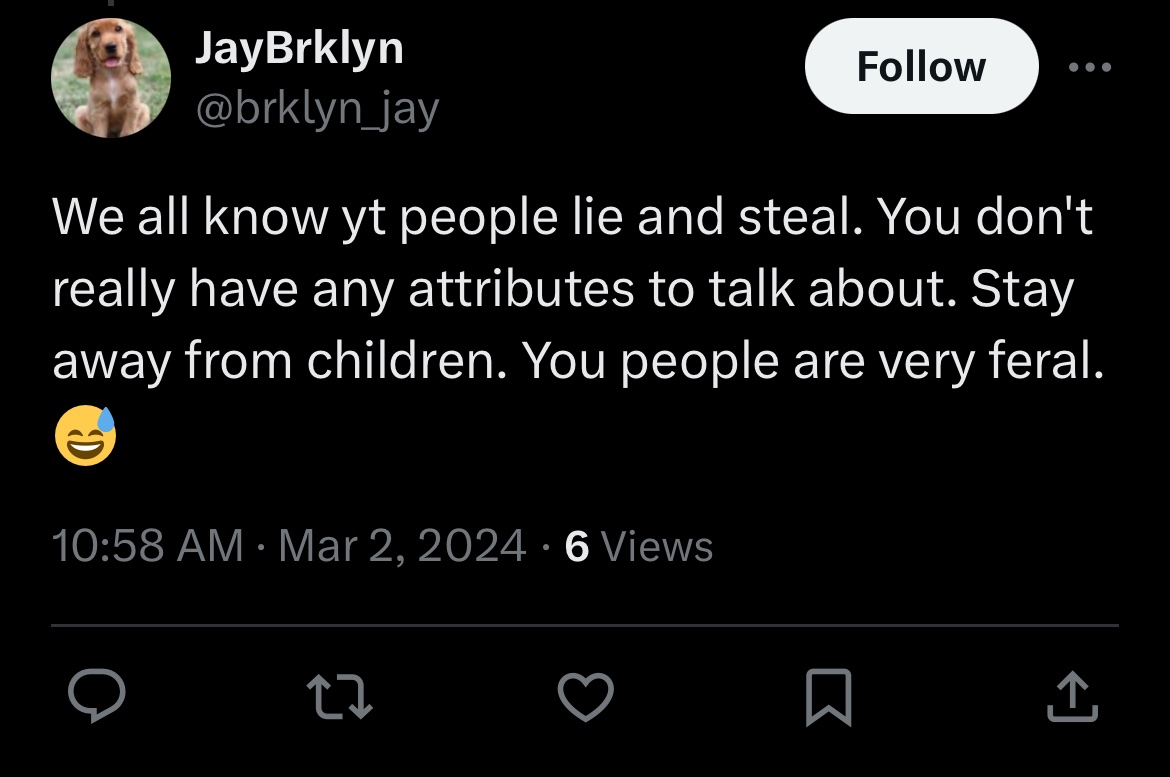 JayBrklyn
Follow
@brklyn_jay
We all know yt people lie and steal. You don't
really have any attributes to talk about. Stay
away from children. You people are very feral.
😅
10:58 AM · Mar 2, 2024 · 6 Views